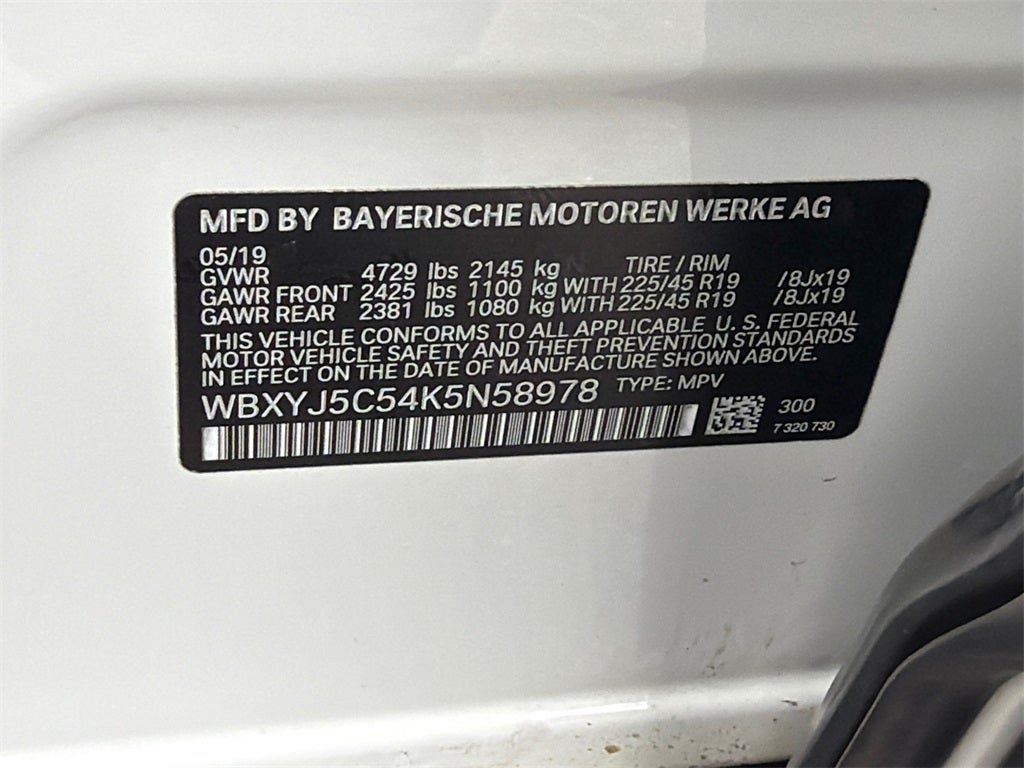 MFD BY BAYERISCHE MOTOREN WERKE AG
05/19
GVWR 4729 lbs 2145 kg TIRE / RIM
GAWR FRONT 2425 lbs 1100 kg WITH 225/45 R19 /8Jx19
GAWR REAR 2381 lbs 1080 kg WITH 225/45 R19 /8Jx19
THIS VEHICLE CONFORMS TO ALL APPLICABLE U. S. FEDERAL
MOTOR VEHICLE SAFETY AND THEFT PREVENTION STANDARDS
IN EFFECT ON THE DATE OF MANUFACTURE SHOWN ABOVE.
WBXYJ5C54K5N58978 TYPE: MPV
300
7 320 730